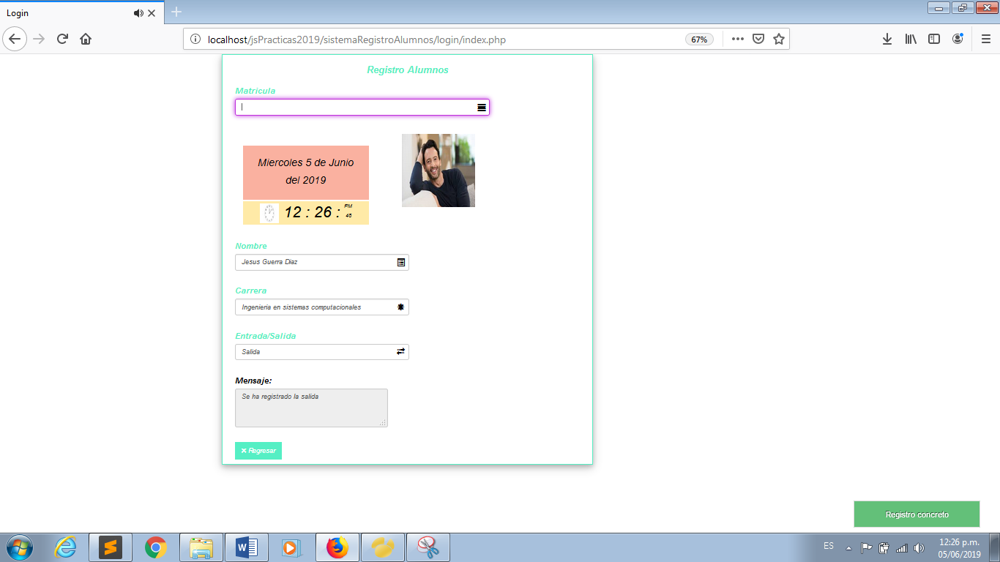 Login
localhost/jsPracticas2019/sistemaRegistroAlumnos/login/index.php
67%
Registro Alumnos
Matricula
Miercoles 5 de Junio
del 2019
12 : 26 :
PM
45
Nombre
Jesus Guerra Diaz
Carrera
Ingenieria en sistemas computacionales
Entrada/Salida
Salida
Mensaje:
Se ha registrado la salida
Regresar
Registro concreto
ES
12:26 p.m.
05/06/2019